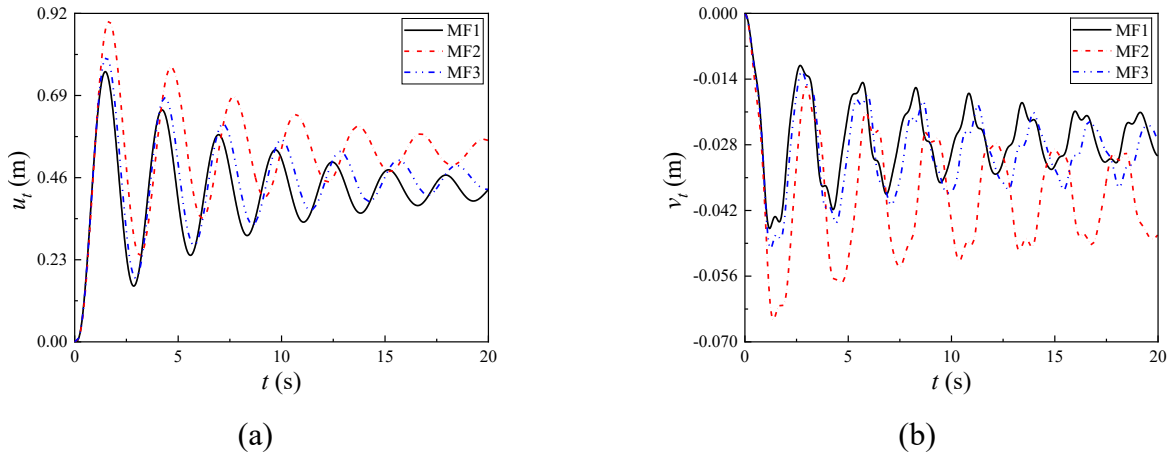 0.92
0.69
0.46
0.23
0.00
u_t (m)
0
5
10
15
20
t (s)
MF1
MF2
MF3
(a)
0.000
-0.014
-0.028
-0.042
-0.056
-0.070
v_t (m)
0
5
10
15
20
t (s)
MF1
MF2
MF3
(b)